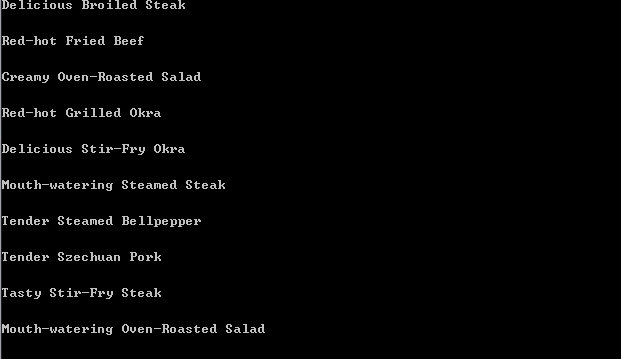 Delicious Broiled Steak
Red-hot Fried Beef
Creamy Oven-Roasted Salad
Red-hot Grilled Okra
Delicious Stir-Fry Okra
Mouth-watering Steamed Steak
Tender Steamed Bellpepper
Tender Szechuan Pork
Tasty Stir-Fry Steak
Mouth-watering Oven-Roasted Salad